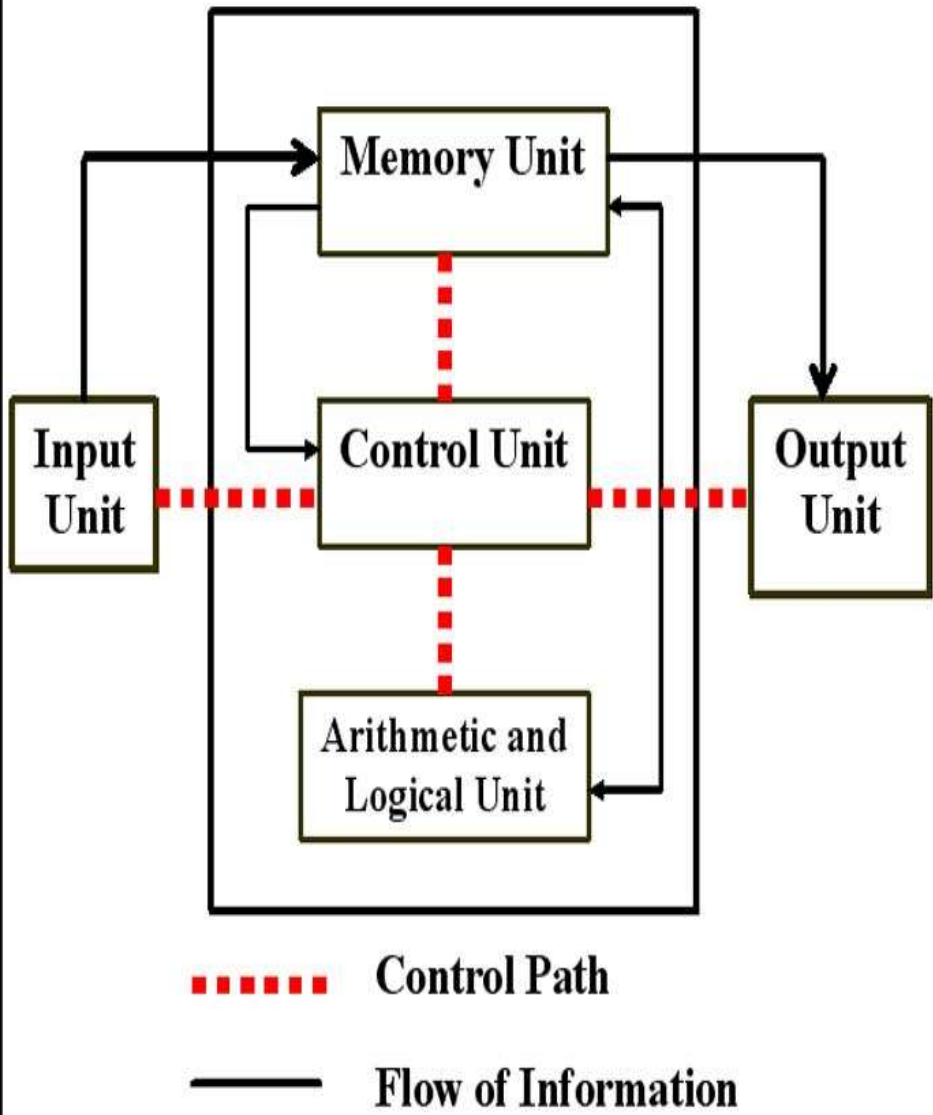 Memory Unit
Input
Unit
Control Unit
Output
Unit
Arithmetic and
Logical Unit
Control Path
Flow of Information